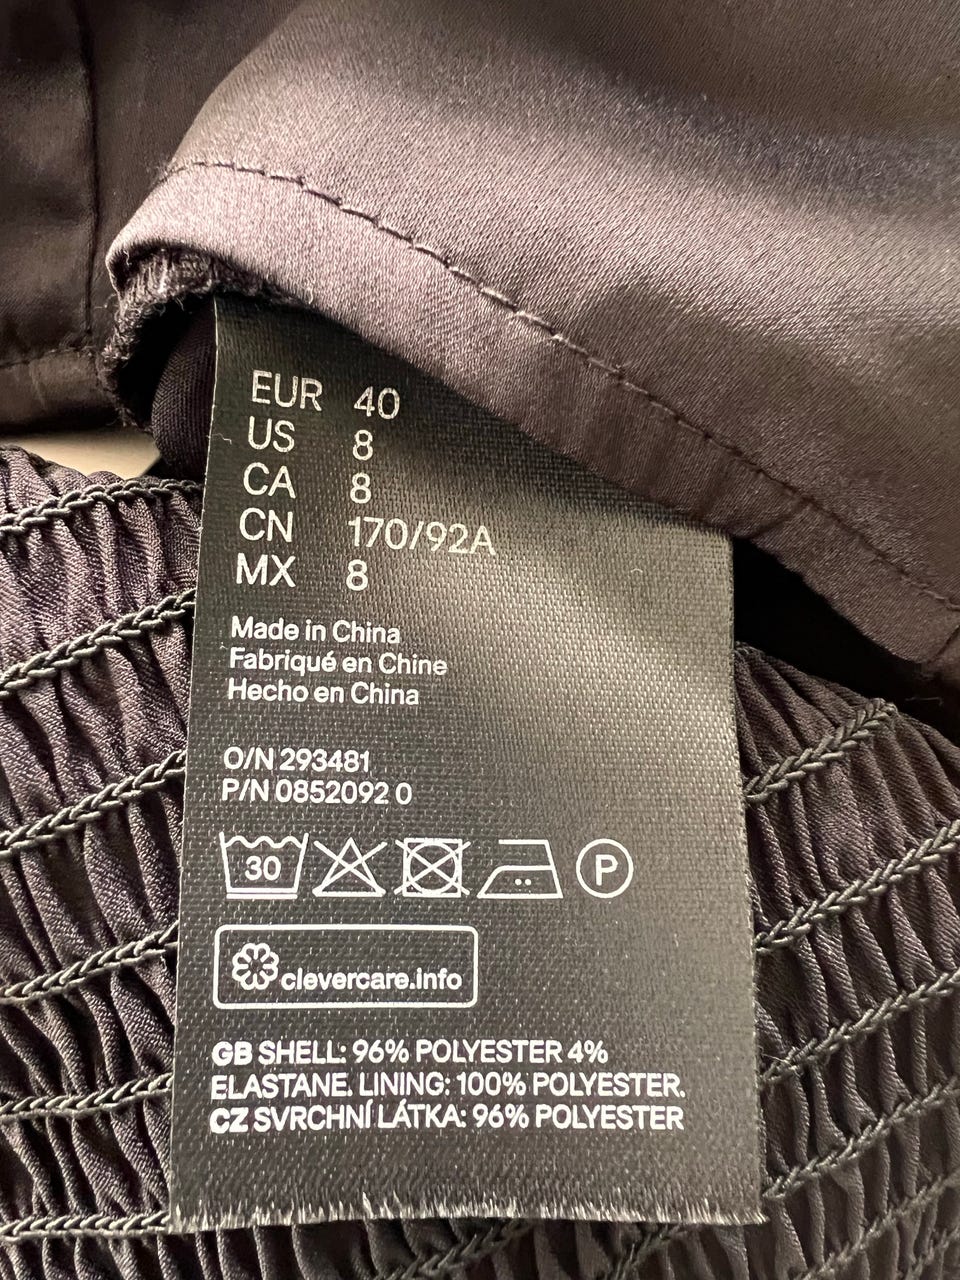 EUR 40
US 8
CA 8
CN 170/92A
MX 8
Made in China
Fabriqué en Chine
Hecho en China
O/N 293481
P/N 0852092 0
30 P
clevercare.info
GB SHELL: 96% POLYESTER 4%
ELASTANE. LINING: 100% POLYESTER.
CZ SVRCHNÍ LÁTKA: 96% POLYESTER